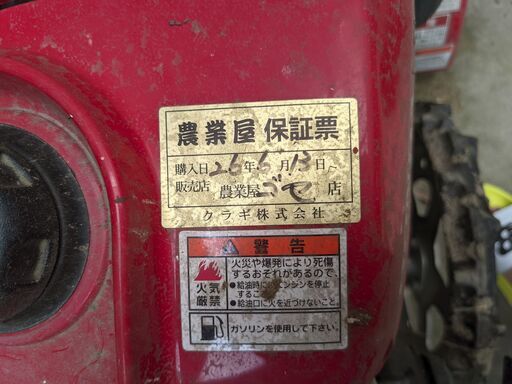 農業屋 保証票
購入日 26年6月13日～
販売店 農業屋 店
クラギ株式会社
警告
火気
厳禁
火災や爆発により死傷
するおそれがあるので、
●給油時にエンジンを停止
すること
●給油口に火を近づけないこと。
ガソリンを使用して下さい。